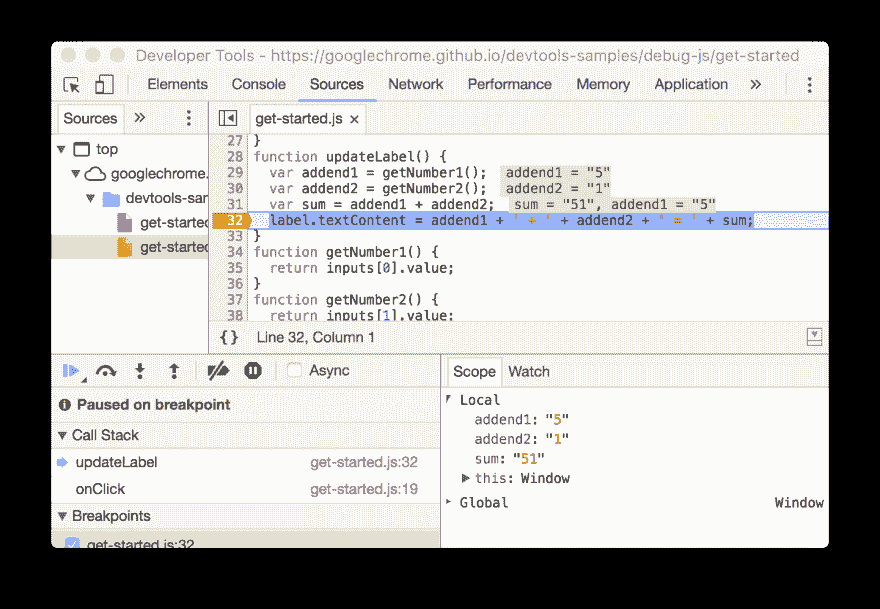 Developer Tools - https://googlechrome.github.io/devtools-samples/debug-js/get-started
Elements Console Sources Network Performance Memory Application »
Sources » get-started.js ×
top
googlechrome.
devtools-sar
get-started
get-started
27 }
28 function updateLabel() {
29 var addend1 = getNumber1(); addend1 = "5"
30 var addend2 = getNumber2(); addend2 = "1"
31 var sum = addend1 + addend2; sum = "51", addend1 = "5"
32 label.textContent = addend1 + ' + ' + addend2 + ' = ' + sum;
33 }
34 function getNumber1() {
35 return inputs[0].value;
36 }
37 function getNumber2() {
38 return inputs[1].value;
{} Line 32, Column 1
Async
Paused on breakpoint
Call Stack
updateLabel get-started.js:32
onClick get-started.js:19
Breakpoints
get-started.js:32
Scope Watch
Local
addend1: "5"
addend2: "1"
sum: "51"
this: Window
Global Window